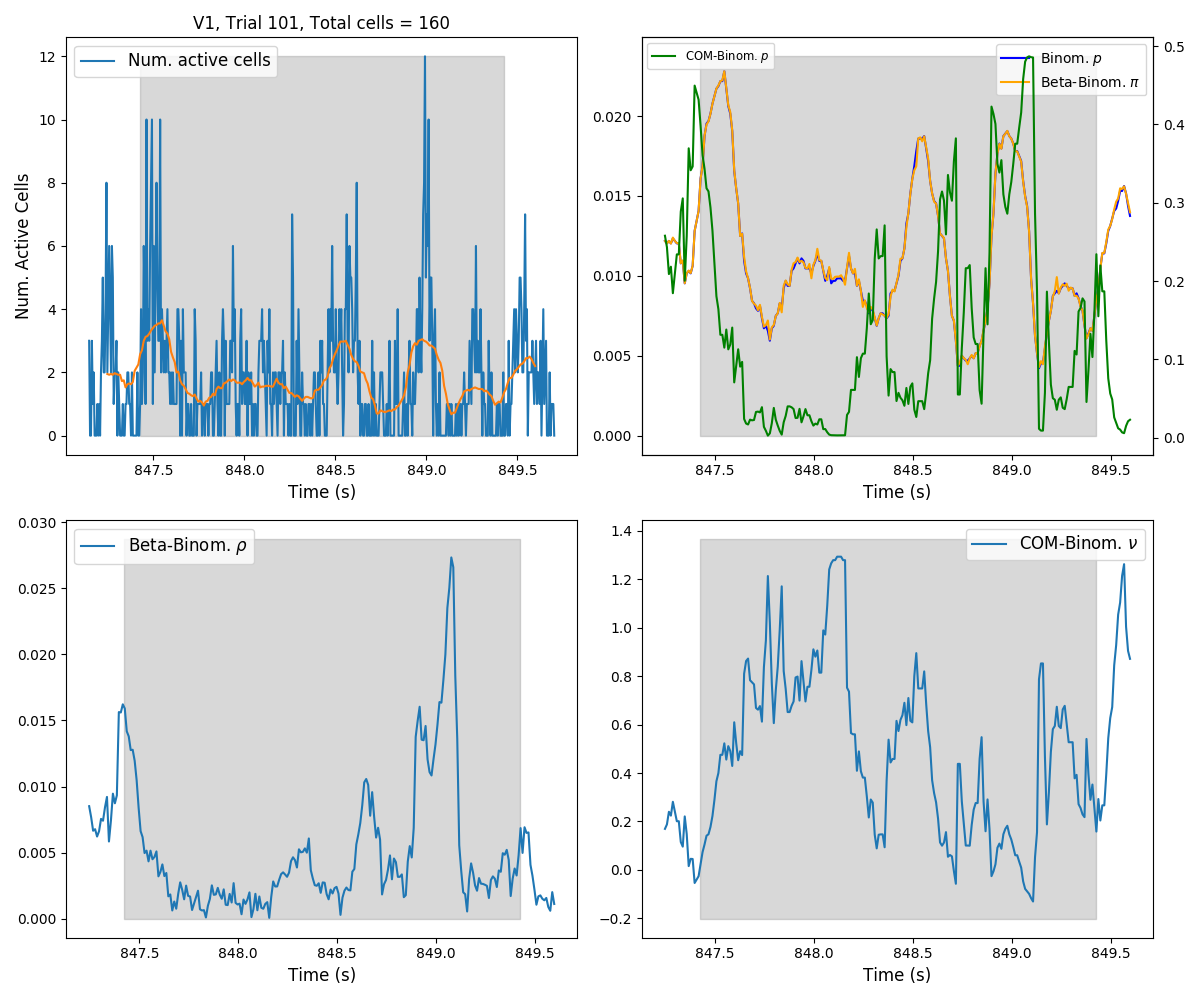 V1, Trial 101, Total cells = 160
Num. active cells
12
10
8
6
4
2
0
Num. Active Cells
847.5 848.0 848.5 849.0 849.5
Time (s)
COM-Binom. p
Binom. p
Beta-Binom. π
0.020
0.015
0.010
0.005
0.000
0.5
0.4
0.3
0.2
0.1
0.0
847.5 848.0 848.5 849.0 849.5
Time (s)
Beta-Binom. ρ
0.030
0.025
0.020
0.015
0.010
0.005
0.000
847.5 848.0 848.5 849.0 849.5
Time (s)
COM-Binom. ν
1.4
1.2
1.0
0.8
0.6
0.4
0.2
0.0
−0.2
847.5 848.0 848.5 849.0 849.5
Time (s)